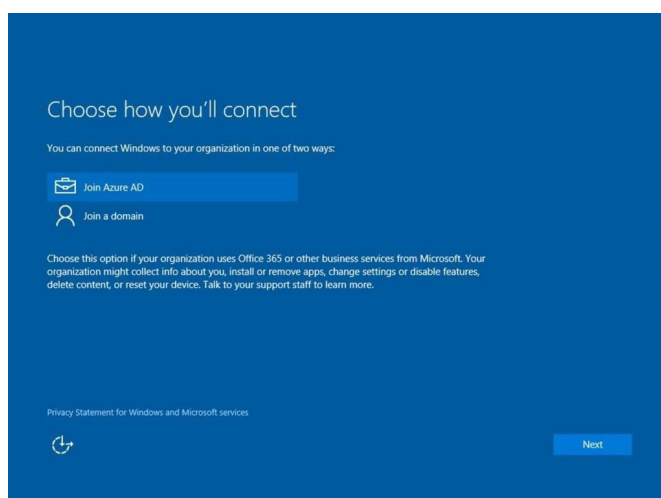 Choose how you'll connect
You can connect Windows to your organization in one of two ways:
Join Azure AD
Join a domain
Choose this option if your organization uses Office 365 or other business services from Microsoft. Your
organization might collect info about you, install or remove apps, change settings or disable features,
delete content, or reset your device. Talk to your support staff to learn more.
Privacy Statement for Windows and Microsoft services
Next